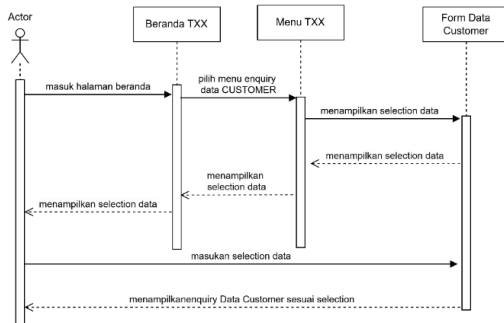 Actor
Beranda TXX
Menu TXX
Form Data
Customer
masuk halaman beranda
pilih menu enquiry
data CUSTOMER
menampilkan selection data
menampilkan selection data
menampilkan
selection data
menampilkan selection data
masukan selection data
menampilkanenquiry Data Customer sesuai selection